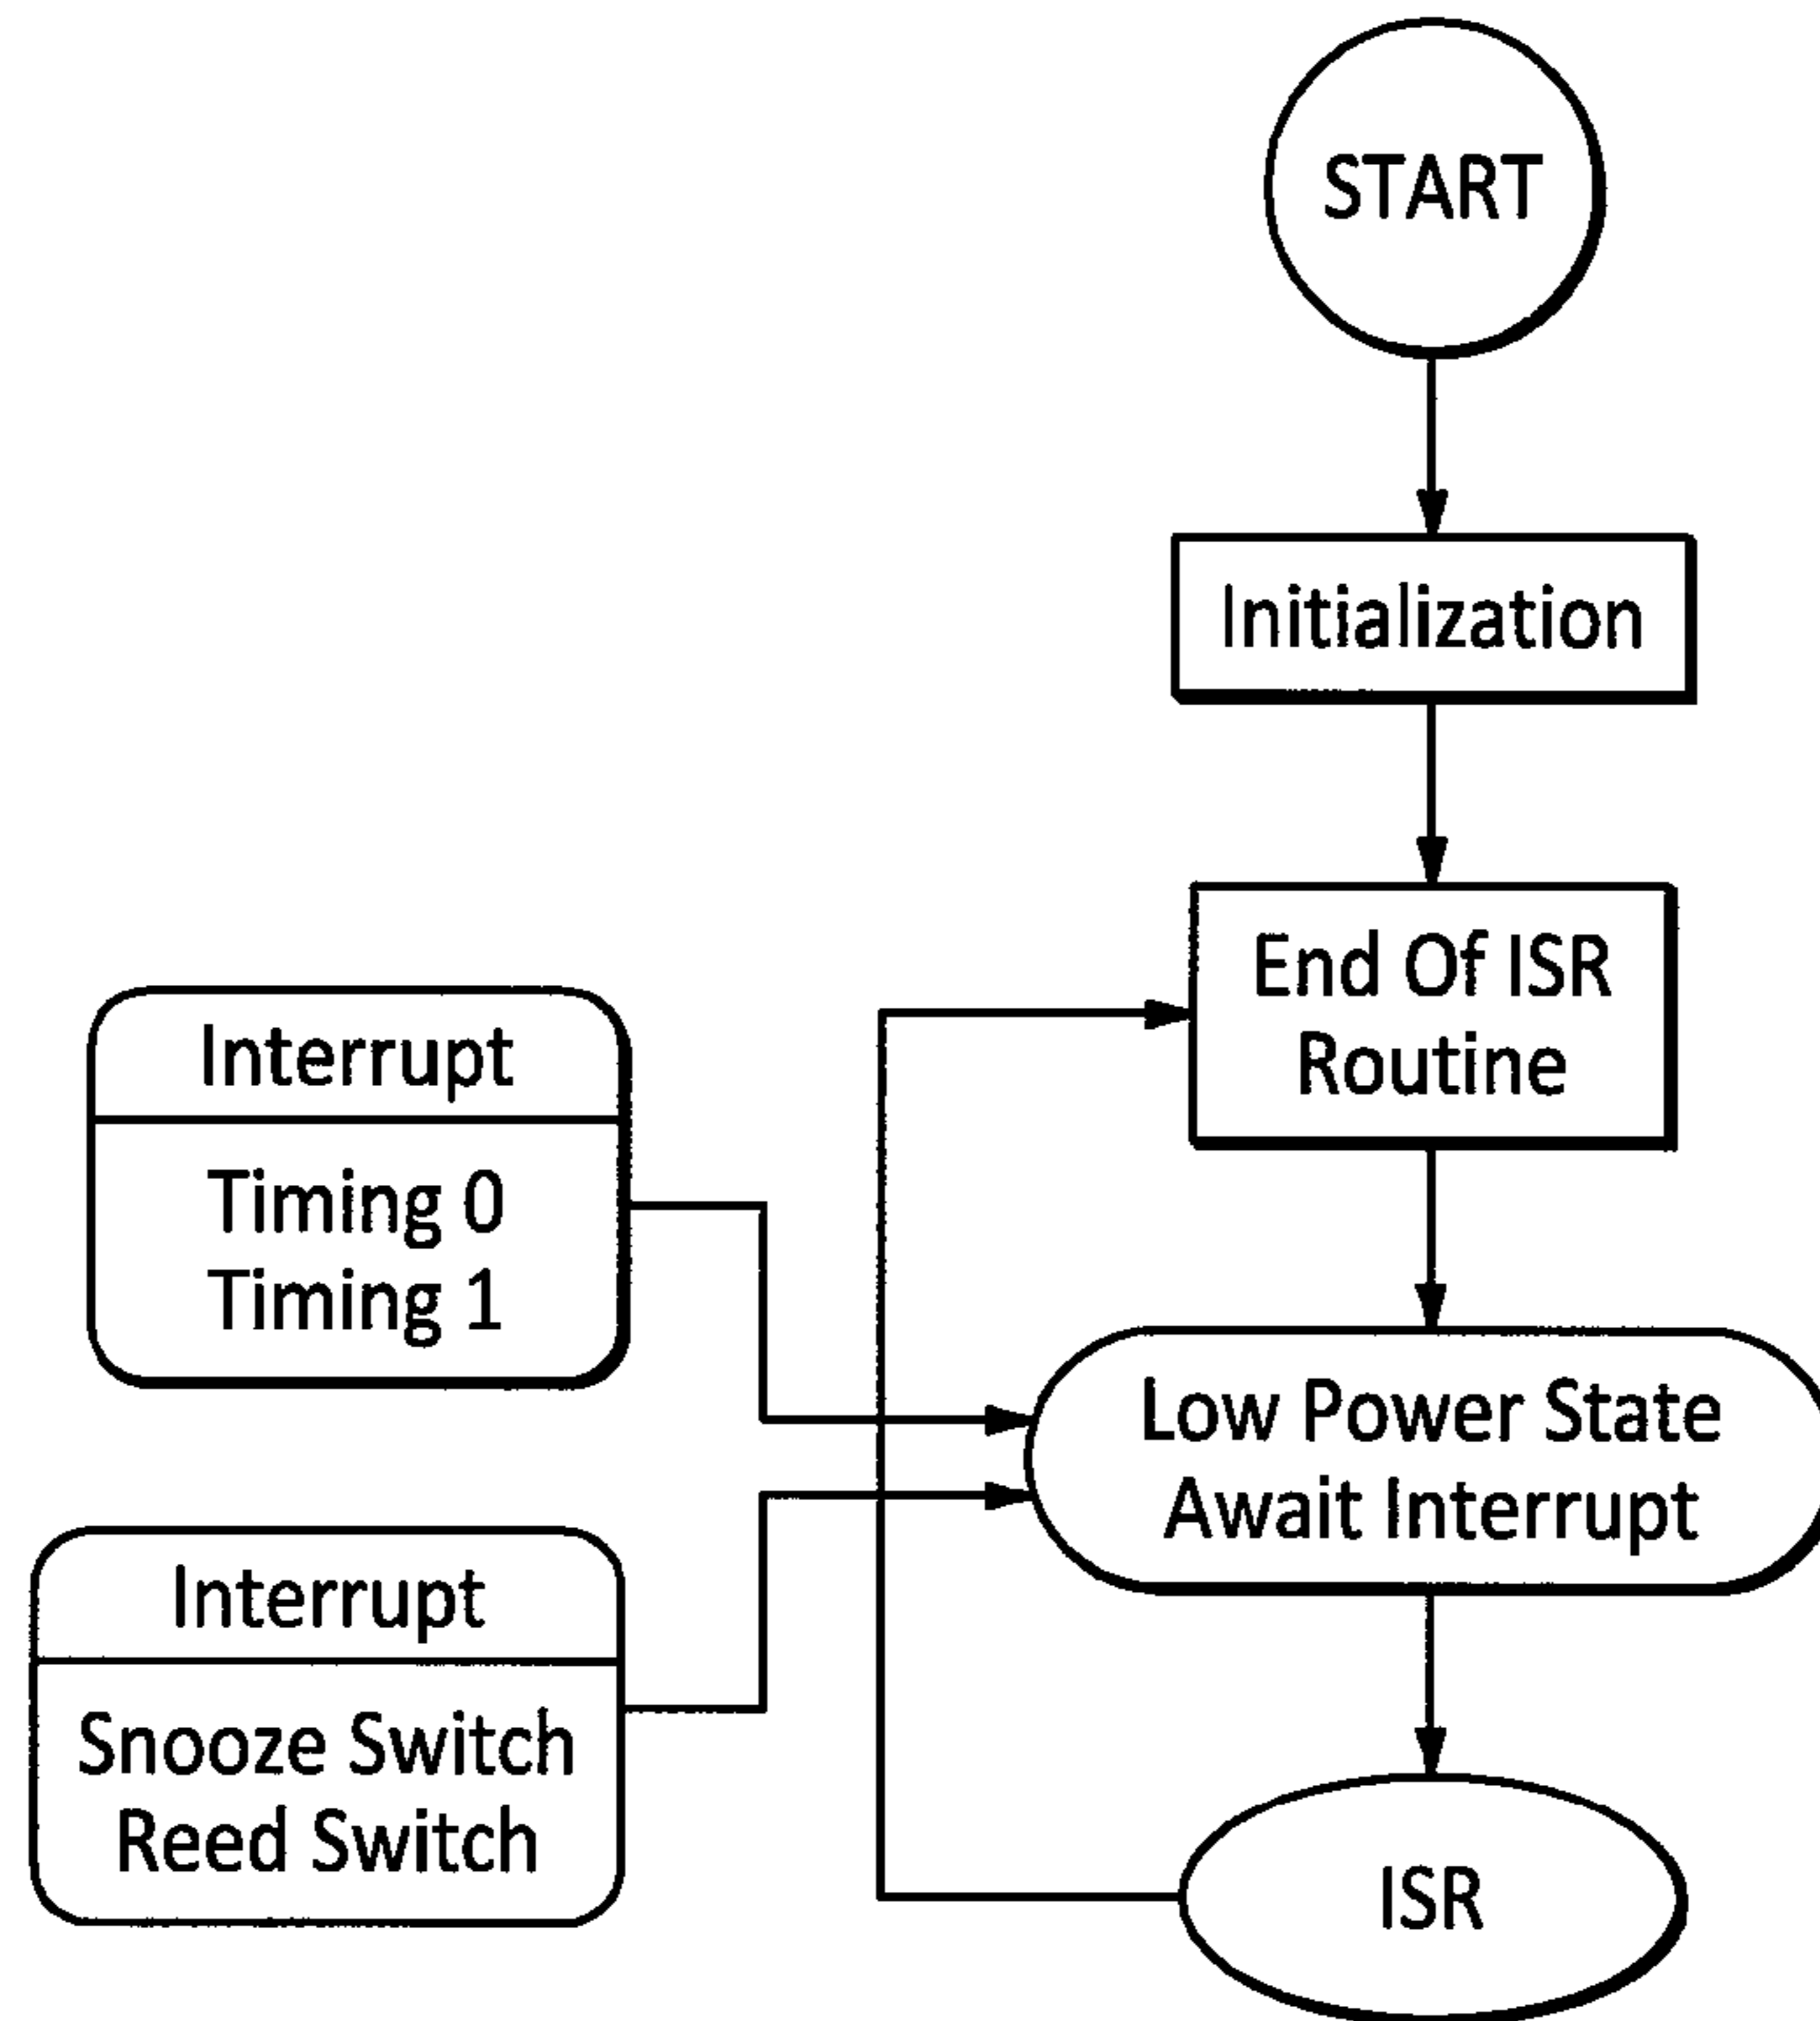 START
Initialization
End Of ISR
Routine
Interrupt
Timing 0
Timing 1
Low Power State
Await Interrupt
Interrupt
Snooze Switch
Reed Switch
ISR